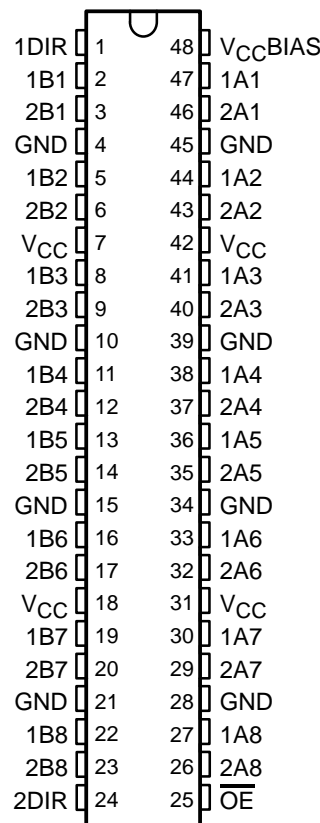 1DIR 1 48 VCCBIAS
1B1 2 47 1A1
2B1 3 46 2A1
GND 4 45 GND
1B2 5 44 1A2
2B2 6 43 2A2
VCC 7 42 VCC
1B3 8 41 1A3
2B3 9 40 2A3
GND 10 39 GND
1B4 11 38 1A4
2B4 12 37 2A4
1B5 13 36 1A5
2B5 14 35 2A5
GND 15 34 GND
1B6 16 33 1A6
2B6 17 32 2A6
VCC 18 31 VCC
1B7 19 30 1A7
2B7 20 29 2A7
GND 21 28 GND
1B8 22 27 1A8
2B8 23 26 2A8
2DIR 24 25 O̅E̅